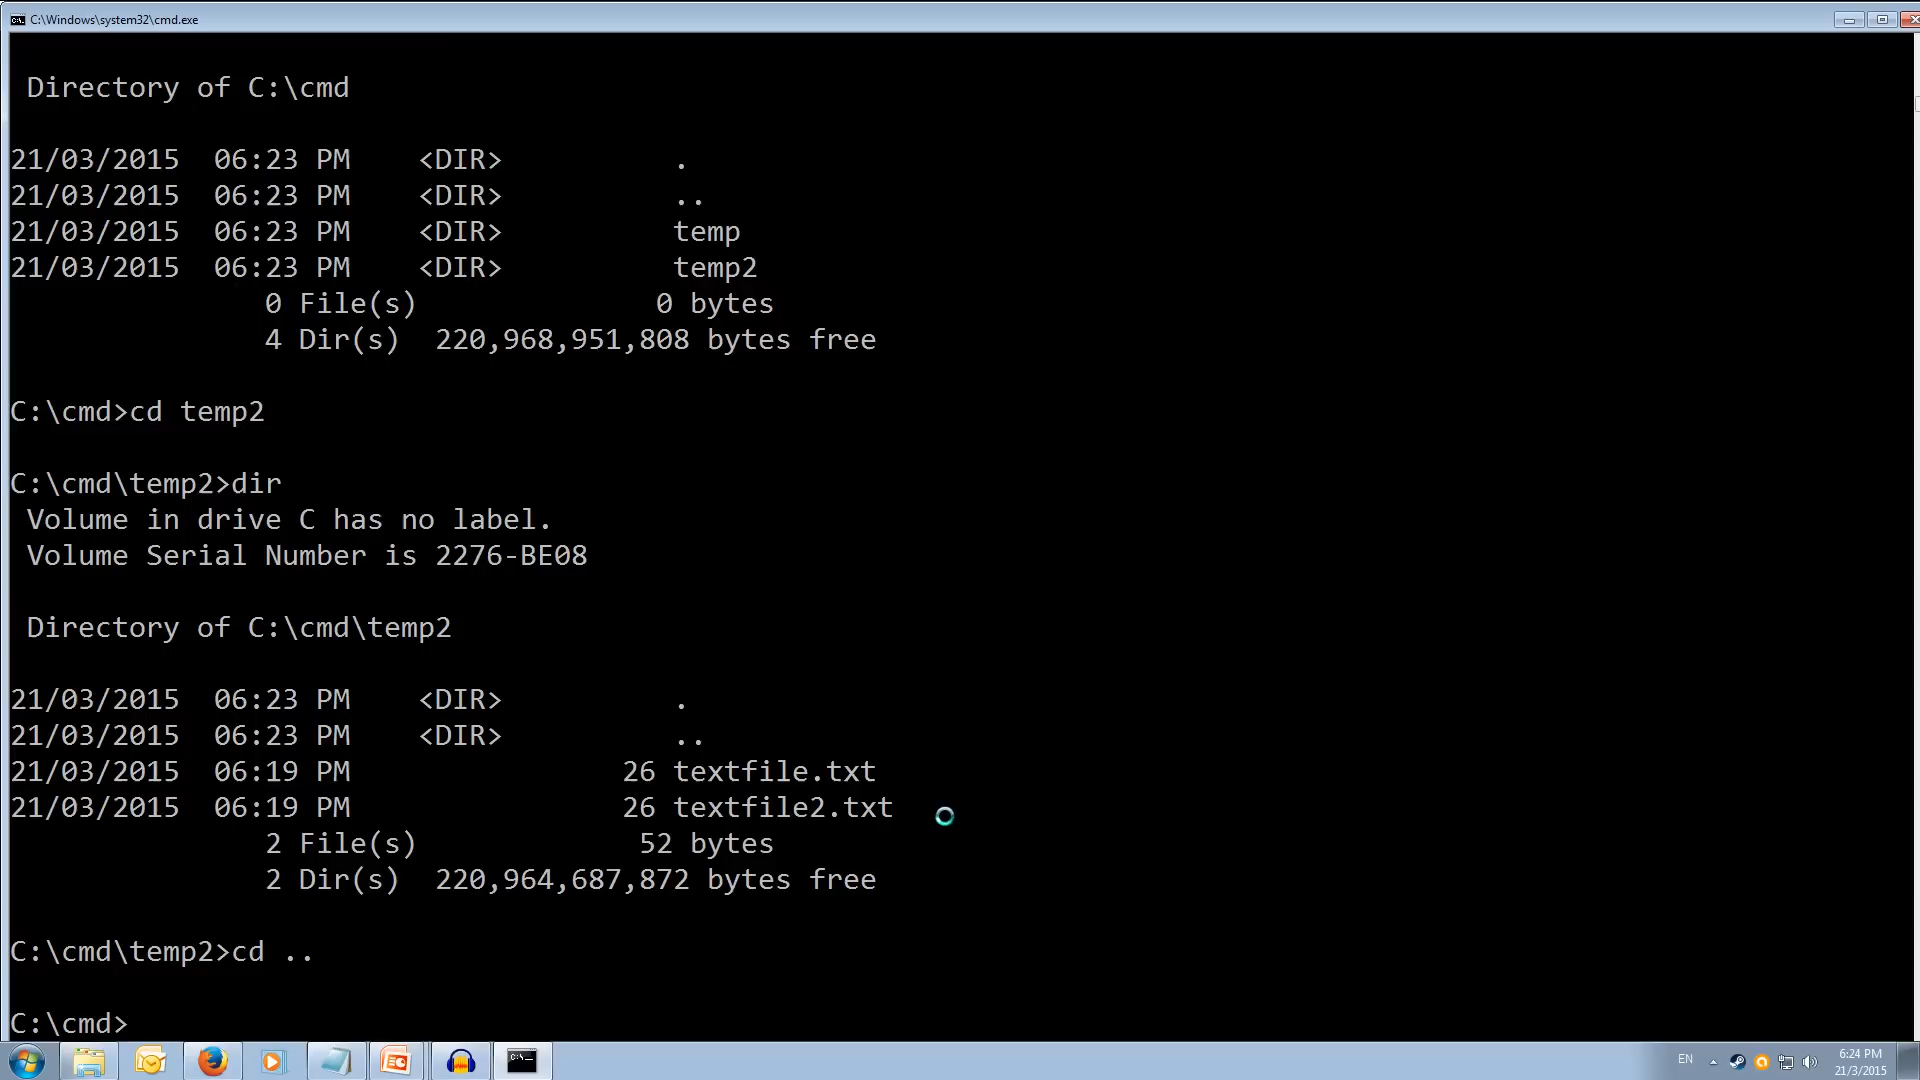 C:\Windows\system32\cmd.exe
Directory of C:\cmd
21/03/2015  06:23 PM    <DIR>          .
21/03/2015  06:23 PM    <DIR>          ..
21/03/2015  06:23 PM    <DIR>          temp
21/03/2015  06:23 PM    <DIR>          temp2
0 File(s)              0 bytes
4 Dir(s)  220,968,951,808 bytes free
C:\cmd>cd temp2
C:\cmd\temp2>dir
Volume in drive C has no label.
Volume Serial Number is 2276-BE08
Directory of C:\cmd\temp2
21/03/2015  06:23 PM    <DIR>          .
21/03/2015  06:23 PM    <DIR>          ..
21/03/2015  06:19 PM                26 textfile.txt
21/03/2015  06:19 PM                26 textfile2.txt
2 File(s)             52 bytes
2 Dir(s)  220,964,687,872 bytes free
C:\cmd\temp2>cd ..
C:\cmd>
EN
6:24 PM
21/3/2015